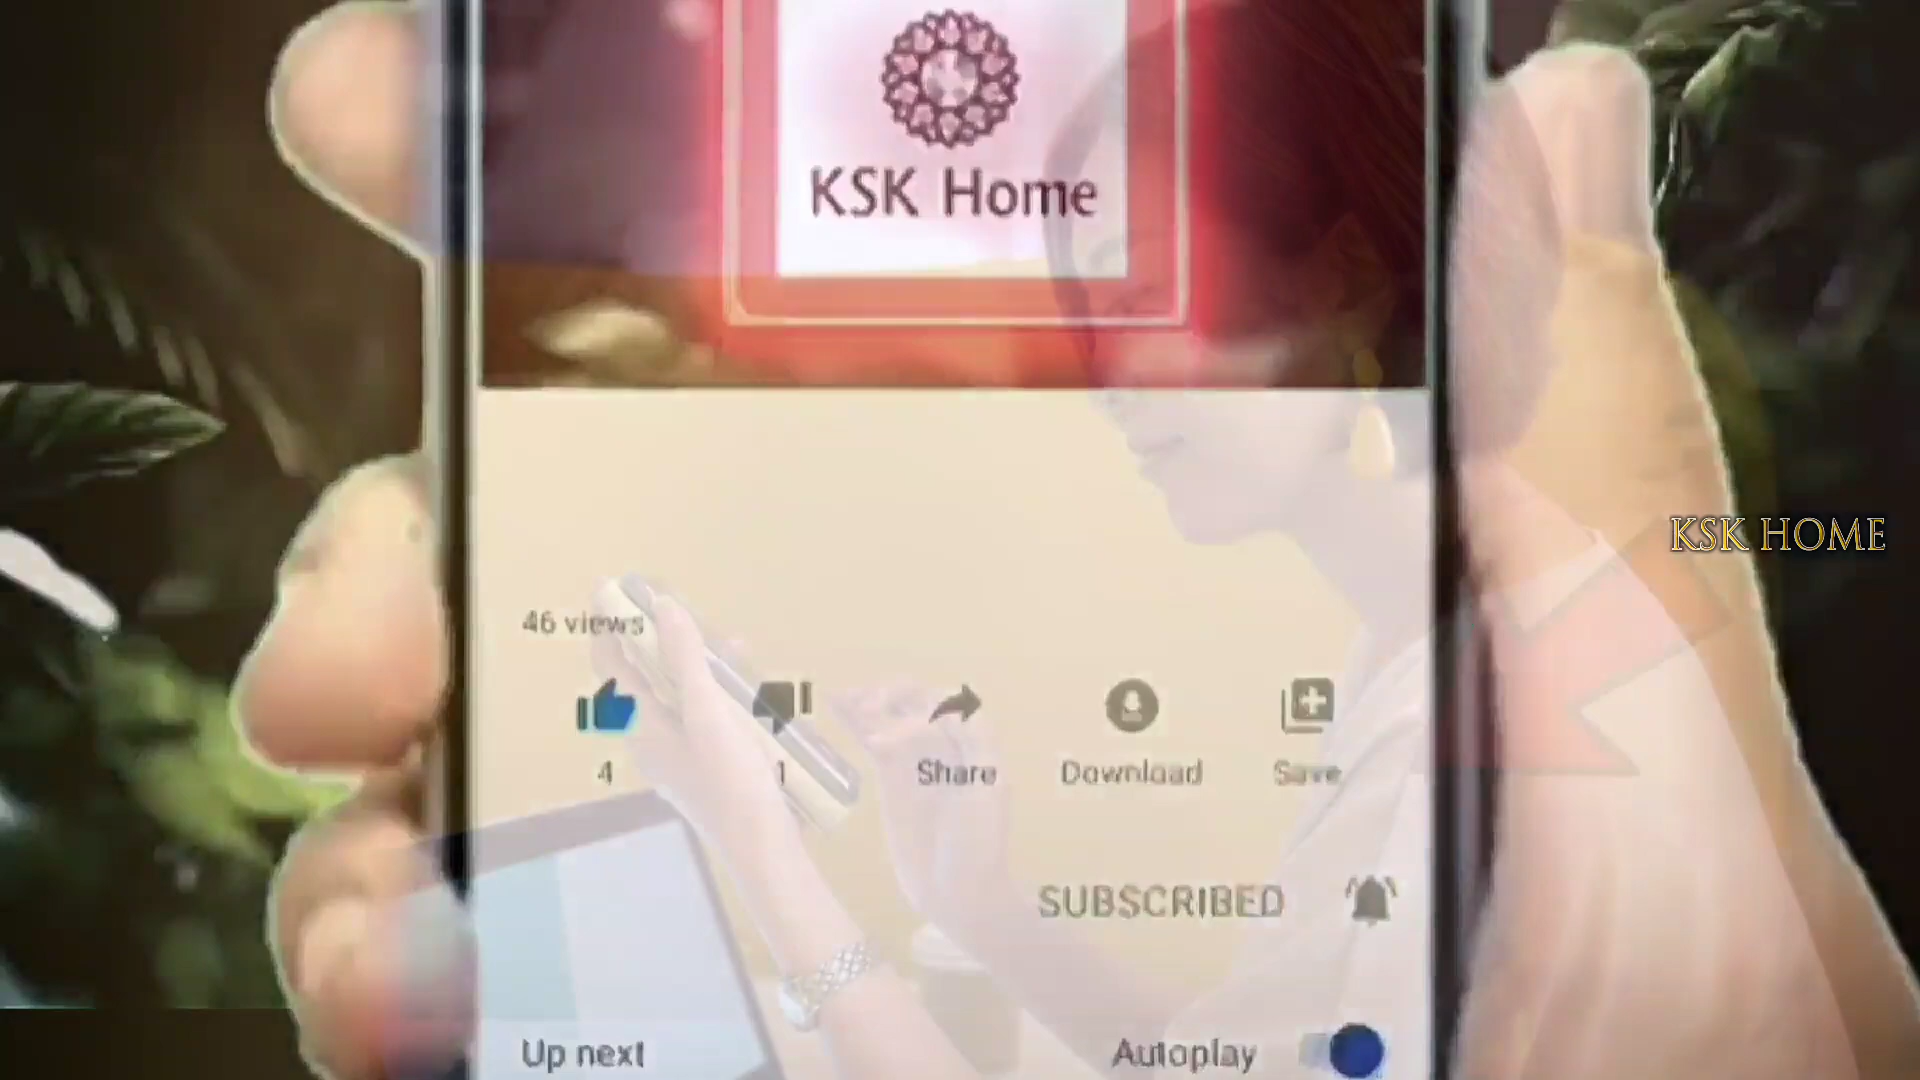 KSK Home
KSK HOME
46 views
4
1
Share
Download
Save
SUBSCRIBED
Up next
Autoplay